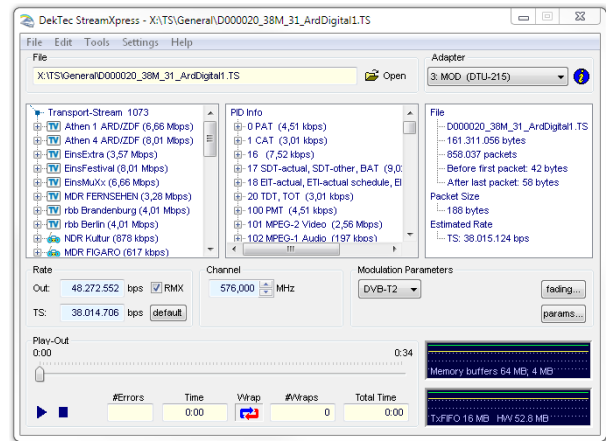 DekTec StreamXpress - X:\TS\General\D000020_38M_31_ArdDigital1.TS
File Edit Tools Settings Help
File
X:\TS\General\D000020_38M_31_ArdDigital1.TS
Open
Adapter
3: MOD (DTU-215)
Transport-Stream 1073
TV Athen 1 ARD/ZDF (6,66 Mbps)
TV Athen 4 ARD/ZDF (8,01 Mbps)
TV EinsExtra (3,57 Mbps)
TV EinsFestival (8,01 Mbps)
TV EinsMuXx (6,66 Mbps)
TV MDR FERNSEHEN (3,28 Mbps)
TV rbb Brandenburg (4,01 Mbps)
TV rbb Berlin (4,01 Mbps)
NDR Kultur (878 kbps)
MDR FIGARO (617 kbps)
PID Info
0 PAT (4,51 kbps)
1 CAT (3,01 kbps)
16 (7,52 kbps)
17 SDT-actual, SDT-other, BAT (9,0
18 EIT-actual, ETI-actual schedule, EI
20 TDT, TOT (3,01 kbps)
100 PMT (4,51 kbps)
101 MPEG-2 Video (2,56 Mbps)
102 MPEG-1 Audio (197 kbps)
File
D000020_38M_31_ArdDigital1.TS
161.311.056 bytes
858.037 packets
Before first packet: 42 bytes
After last packet: 58 bytes
Packet Size
188 bytes
Estimated Rate
TS: 38.015.124 bps
Rate
Out: 48.272.552 bps RMX
TS: 38.014.706 bps default
Channel
576,000 MHz
Modulation Parameters
DVB-T2
fading...
params...
Play-Out
0:00 0:34
#Errors Time Wrap #Wraps Total Time
0:00 0 0:00
Memory buffers 64 MB; 4 MB
TxFIFO 16 MB HW 52.8 MB